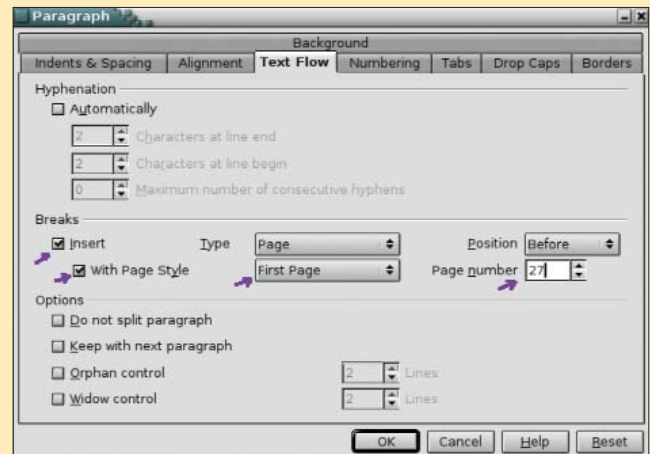 Paragraph
Background
Indents & Spacing Alignment Text Flow Numbering Tabs Drop Caps Borders
Hyphenation
Automatically
2 Characters at line end
2 Characters at line begin
0 Maximum number of consecutive hyphens
Breaks
Insert Type Page Position Before
With Page Style First Page Page number 27
Options
Do not split paragraph
Keep with next paragraph
Orphan control 2 Lines
Widow control 2 Lines
OK Cancel Help Reset